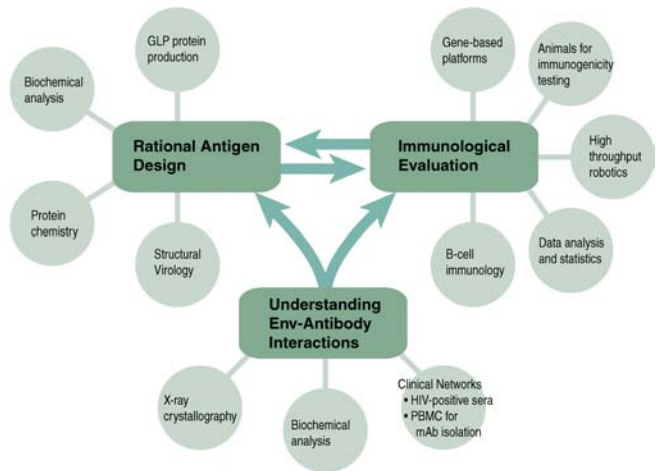 GLP protein
production
Biochemical
analysis
Rational Antigen
Design
Protein
chemistry
Structural
Virology
Gene-based
platforms
Animals for
immunogenicity
testing
Immunological
Evaluation
High
throughput
robotics
B-cell
immunology
Data analysis
and statistics
Understanding
Env-Antibody
Interactions
X-ray
crystallography
Biochemical
analysis
Clinical Networks
• HIV-positive sera
• PBMC for
mAb isolation